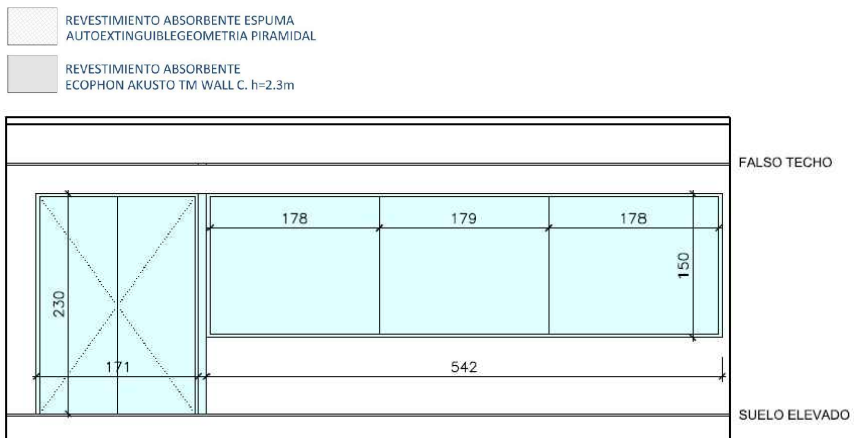 REVESTIMIENTO ABSORBENTE ESPUMA
AUTOEXTINGUIBLEGEOMETRIA PIRAMIDAL
REVESTIMIENTO ABSORBENTE
ECOPHON AKUSTO TM WALL C. h=2.3m
FALSO TECHO
178 179 178
150
230
171 542
SUELO ELEVADO